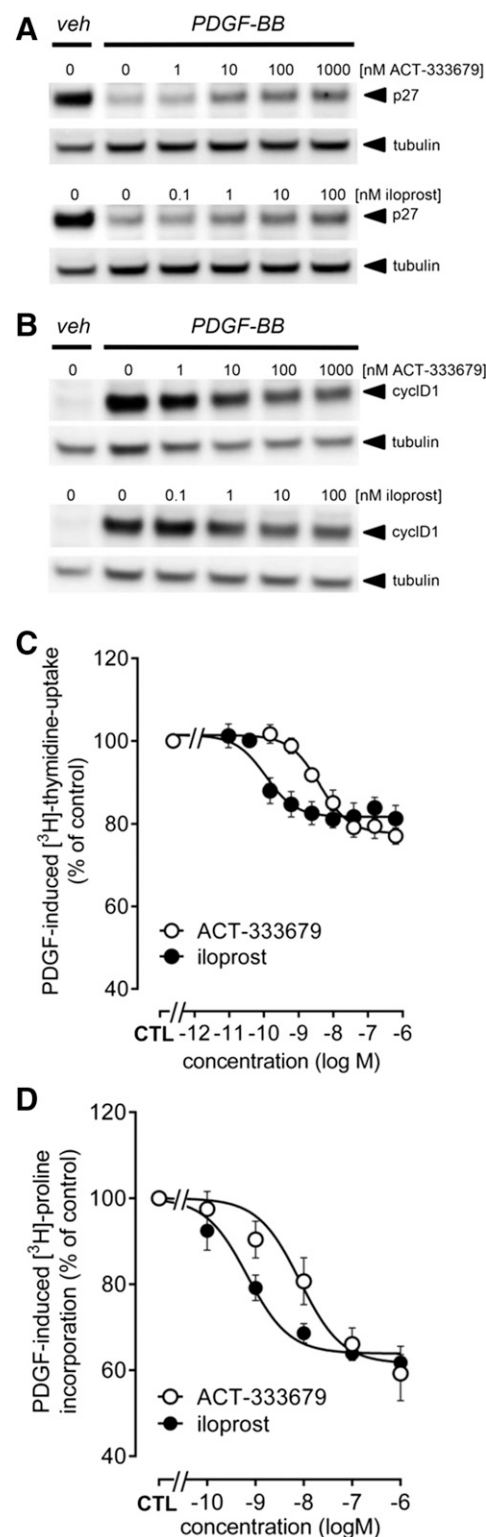 A
veh PDGF-BB
0 0 1 10 100 1000 [nM ACT-333679]
p27
tubulin
0 0 0.1 1 10 100 [nM iloprost]
p27
tubulin
B
veh PDGF-BB
0 0 1 10 100 1000 [nM ACT-333679]
cyclD1
tubulin
0 0 0.1 1 10 100 [nM iloprost]
cyclD1
tubulin
C
PDGF-induced [³H]-thymidine-uptake
(% of control)
120
100
80
60
40
ACT-333679
iloprost
CTL -12 -11 -10 -9 -8 -7 -6
concentration (log M)
D
PDGF-induced [³H]-proline
incorporation (% of control)
120
100
80
60
40
ACT-333679
iloprost
CTL -10 -9 -8 -7 -6
concentration (logM)